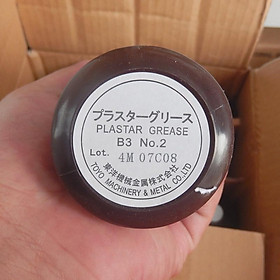 プラスターグリース
PLASTAR GREASE
B3 No.2
Lot. 4M 07C08
東洋機械金属株式会社
TOYO MACHINERY & METAL CO.,LTD